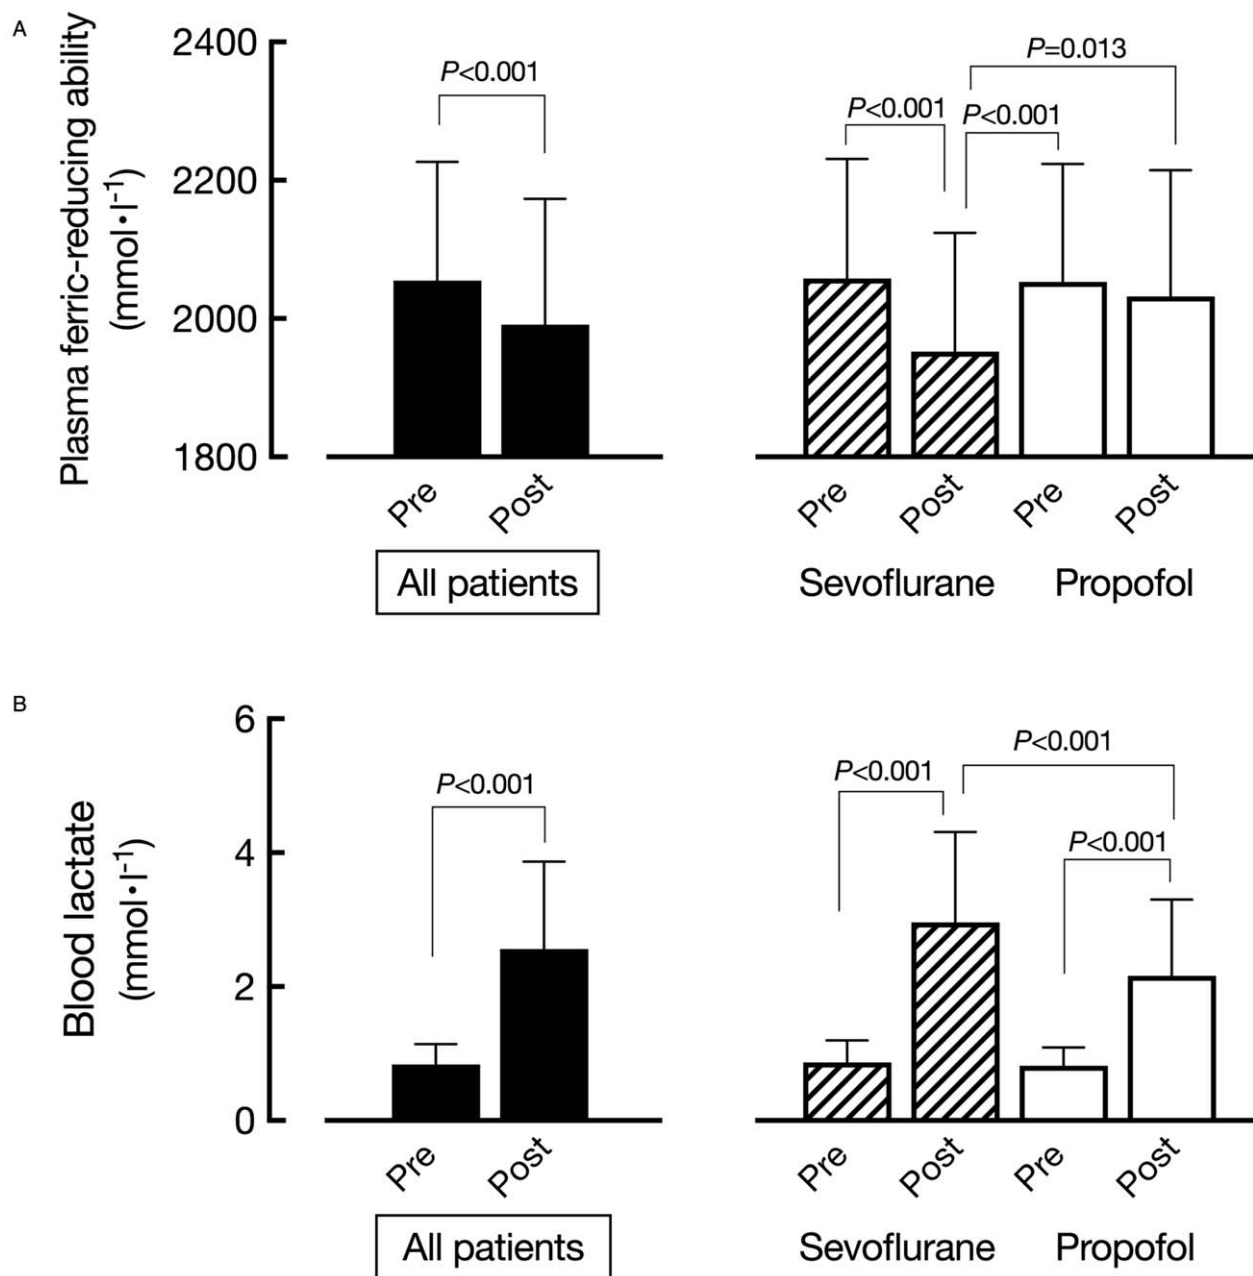 A
Plasma ferric-reducing ability
(mmol•l⁻¹)
2400
2200
2000
1800
P<0.001
P=0.013
P<0.001
P<0.001
Pre
Post
Pre
Post
Pre
Post
All patients
Sevoflurane
Propofol
B
Blood lactate
(mmol•l⁻¹)
6
4
2
0
P<0.001
P<0.001
P<0.001
P<0.001
Pre
Post
Pre
Post
Pre
Post
All patients
Sevoflurane
Propofol